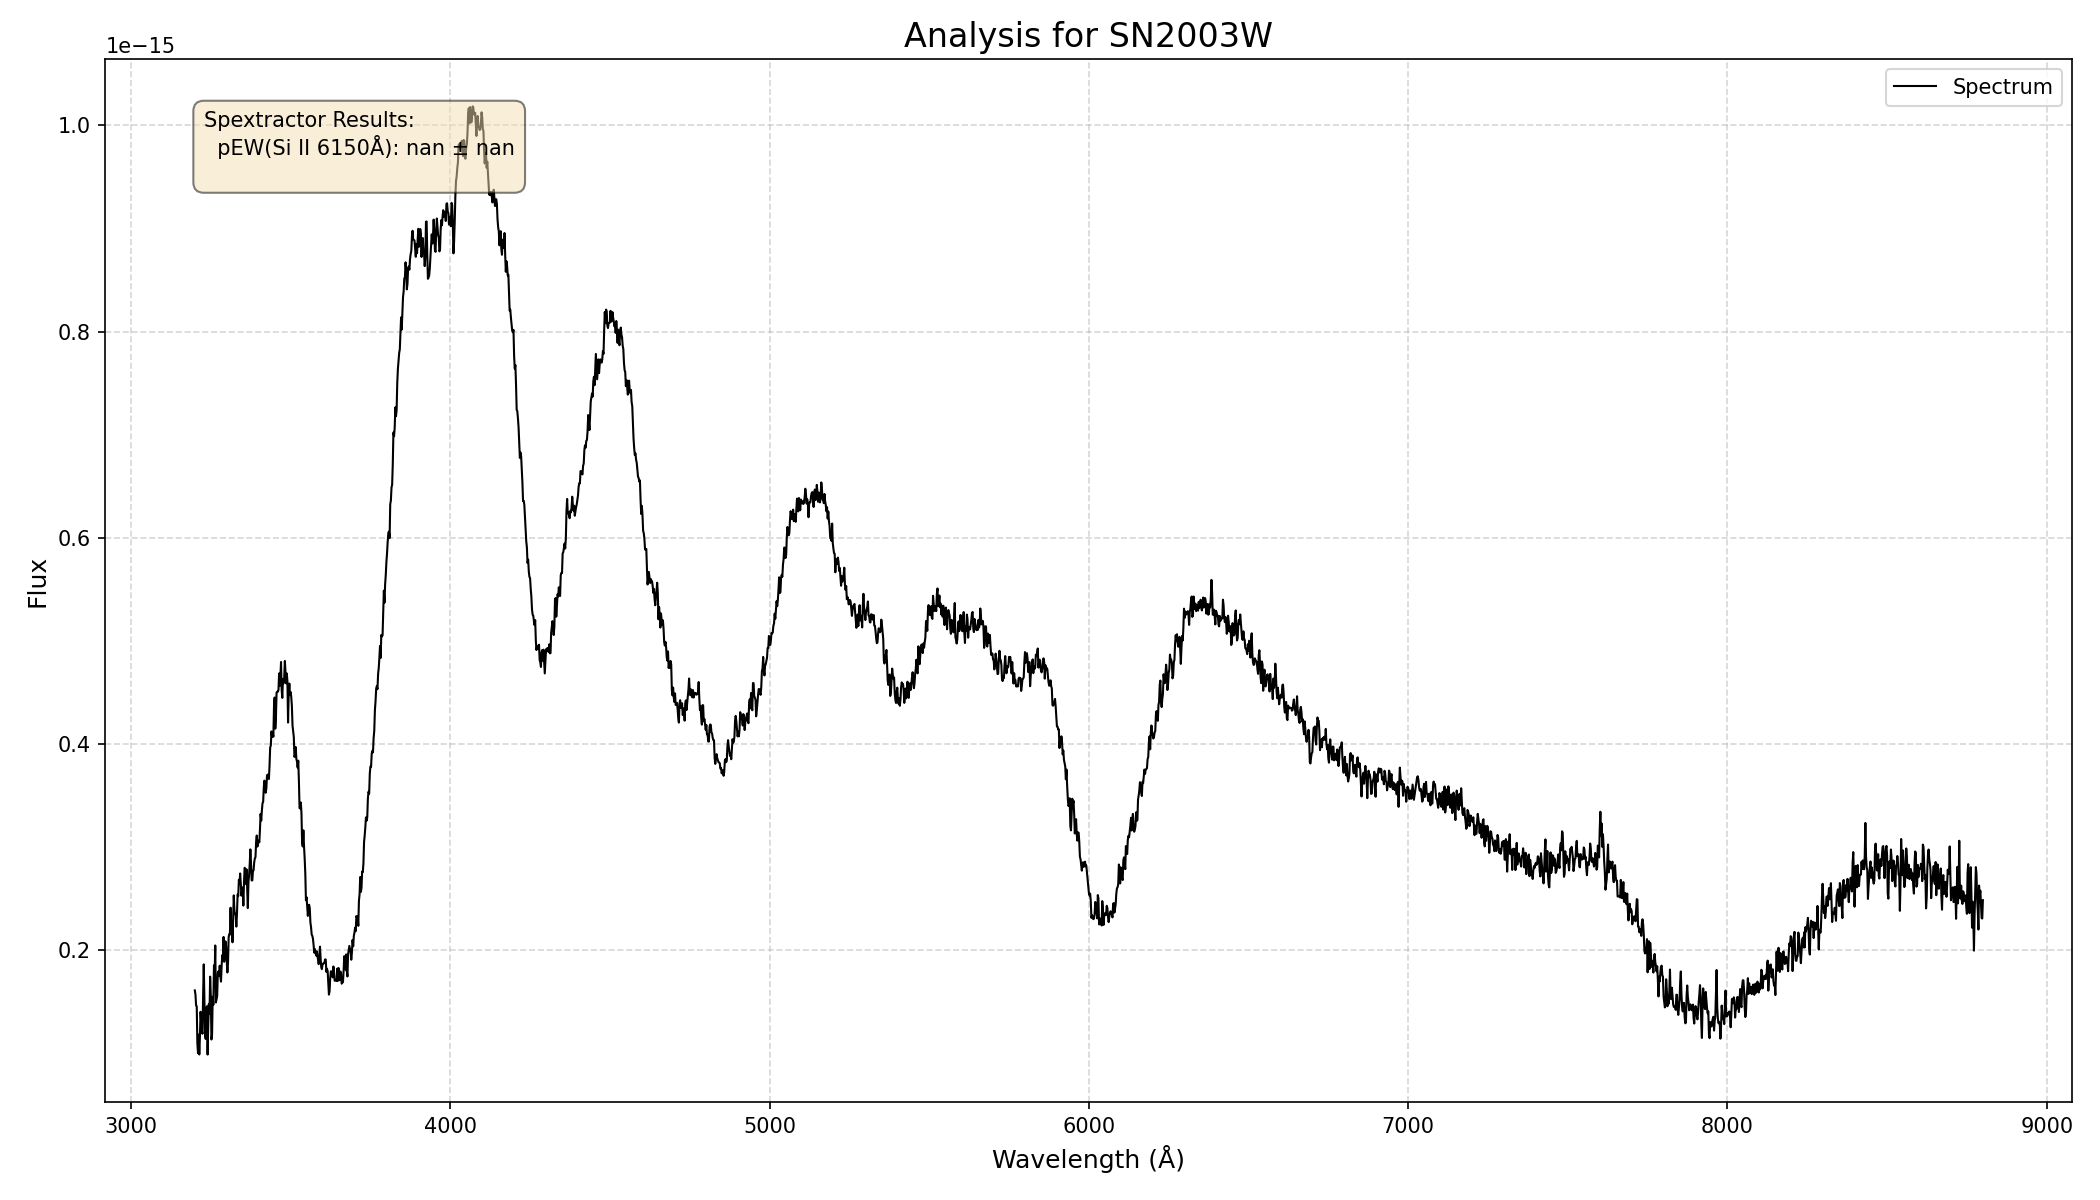 Analysis for SN2003W
1e−15
Spectrum
Spextractor Results:
pEW(Si II 6150Å): nan ± nan
1.0
0.8
0.6
0.4
0.2
Flux
3000 4000 5000 6000 7000 8000 9000
Wavelength (Å)